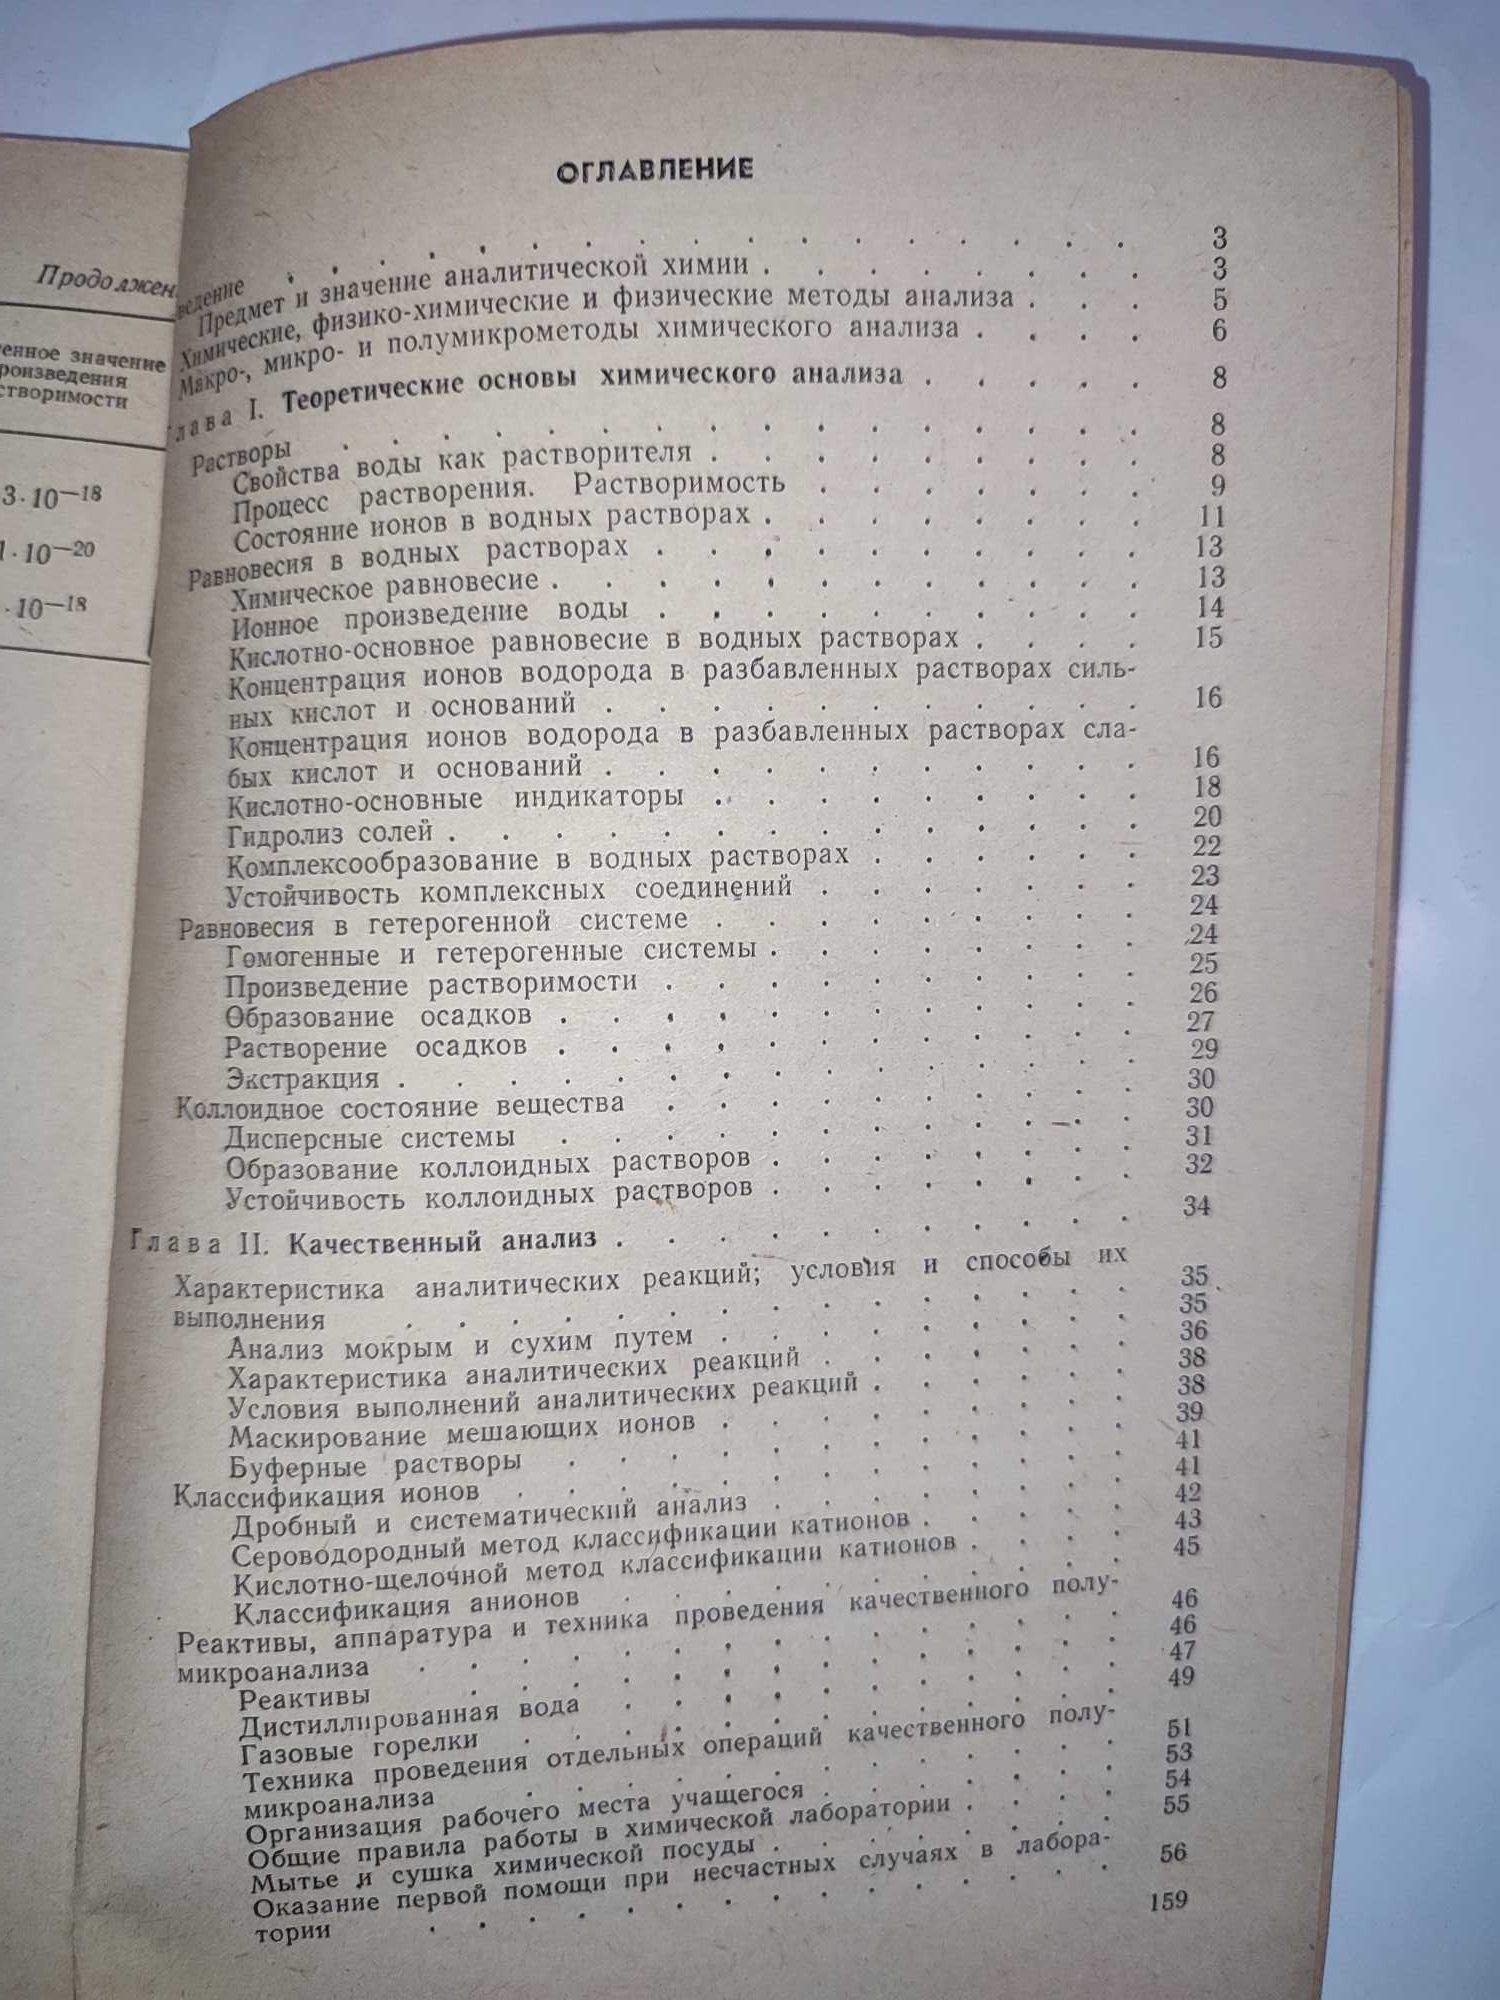 Продолжен
енное значение
роизведения
створимости
3·10—18
1·10—20
·10—18
ОГЛАВЛЕНИЕ
ведение . . . . . . . . . . . . . . . . 3
Предмет и значение аналитической химии . . . . . . . . 3
Химические, физико-химические и физические методы анализа . . . 5
Макро-, микро- и полумикрометоды химического анализа . . . . 6
Глава I. Теоретические основы химического анализа . . . . . 8
Растворы . . . . . . . . . . . . . . . . 8
Свойства воды как растворителя . . . . . . . . . 8
Процесс растворения. Растворимость . . . . . . . 9
Состояние ионов в водных растворах . . . . . . . . 11
Равновесия в водных растворах . . . . . . . . . . 13
Химическое равновесие . . . . . . . . . . . . 13
Ионное произведение воды . . . . . . . . . . 14
Кислотно-основное равновесие в водных растворах . . . . 15
Концентрация ионов водорода в разбавленных растворах силь-
ных кислот и оснований . . . . . . . . . . . 16
Концентрация ионов водорода в разбавленных растворах сла-
бых кислот и оснований . . . . . . . . . . . 16
Кислотно-основные индикаторы . . . . . . . . . 18
Гидролиз солей . . . . . . . . . . . . . . 20
Комплексообразование в водных растворах . . . . . . 22
Устойчивость комплексных соединений . . . . . . . 23
Равновесия в гетерогенной системе . . . . . . . . . 24
Гомогенные и гетерогенные системы . . . . . . . . 24
Произведение растворимости . . . . . . . . . . 25
Образование осадков . . . . . . . . . . . . 26
Растворение осадков . . . . . . . . . . . . 27
Экстракция . . . . . . . . . . . . . . . 29
Коллоидное состояние вещества . . . . . . . . . . 30
Дисперсные системы . . . . . . . . . . . . 30
Образование коллоидных растворов . . . . . . . . 31
Устойчивость коллоидных растворов . . . . . . . . 32
Глава II. Качественный анализ . . . . . . . . . . . 34
Характеристика аналитических реакций; условия и способы их
выполнения . . . . . . . . . . . . . . . 35
Анализ мокрым и сухим путем . . . . . . . . . 35
Характеристика аналитических реакций . . . . . . . 36
Условия выполнений аналитических реакций . . . . . . 38
Маскирование мешающих ионов . . . . . . . . . 38
Буферные растворы . . . . . . . . . . . . 39
Классификация ионов . . . . . . . . . . . . . 41
Дробный и систематический анализ . . . . . . . . 41
Сероводородный метод классификации катионов . . . . . 42
Кислотно-щелочной метод классификации катионов . . . . 43
Классификация анионов . . . . . . . . . . . 45
Реактивы, аппаратура и техника проведения качественного полу-
микроанализа . . . . . . . . . . . . . . 46
Реактивы . . . . . . . . . . . . . . 46
Дистиллированная вода . . . . . . . . . . . 47
Газовые горелки . . . . . . . . . . . . . 49
Техника проведения отдельных операций качественного полу-
микроанализа . . . . . . . . . . . . . 51
Организация рабочего места учащегося . . . . . . . 53
Общие правила работы в химической лаборатории . . . . 54
Мытье и сушка химической посуды . . . . . . . . 55
Оказание первой помощи при несчастных случаях в лабора-
тории . . . . . . . . . . . . . . . 56
159